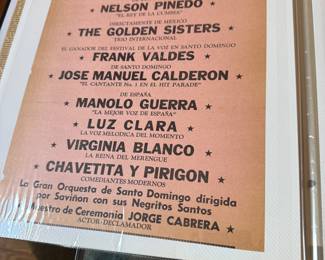 ★ NELSON PINEDO ★
"EL REY DE LA CUMBIA"
DIRECTAMENTE DE MEXICO
★ THE GOLDEN SISTERS ★
TRIO INTERNACIONAL
EL GANADOR DEL FESTIVAL DE LA VOZ EN SANTO DOMINGO
★ FRANK VALDES ★
DE SANTO DOMINGO
★ JOSE MANUEL CALDERON ★
"EL CANTANTE No. 1 EN EL HIT PARADE"
DE ESPAÑA
★ MANOLO GUERRA ★
"LA MEJOR VOZ DE ESPAÑA"
★ LUZ CLARA ★
LA VOZ MELODICA DEL MOMENTO
★ VIRGINIA BLANCO ★
LA REINA DEL MERENGUE
★ CHAVETITA Y PIRIGON ★
COMEDIANTES MODERNOS
La Gran Orquesta de Santo Domingo dirigida
por Saviñon con sus Negritos Santos
Maestro de Ceremonia JORGE CABRERA ★
ACTOR-DECLAMADOR